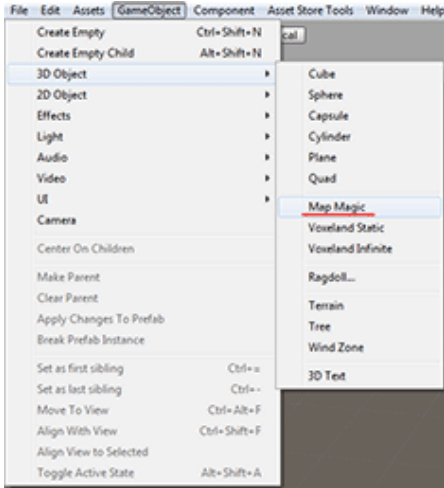 File Edit Assets GameObject Component Asset Store Tools Window Help
Create Empty Ctrl+Shift+N
cal
Create Empty Child Alt+Shift+N
3D Object
2D Object
Effects
Light
Audio
Video
UI
Camera
Center On Children
Make Parent
Clear Parent
Apply Changes To Prefab
Break Prefab Instance
Set as first sibling Ctrl+=
Set as last sibling Ctrl+-
Move To View Ctrl+Alt+F
Align With View Ctrl+Shift+F
Align View to Selected
Toggle Active State Alt+Shift+A
Cube
Sphere
Capsule
Cylinder
Plane
Quad
Map Magic
Voxeland Static
Voxeland Infinite
Ragdoll...
Terrain
Tree
Wind Zone
3D Text